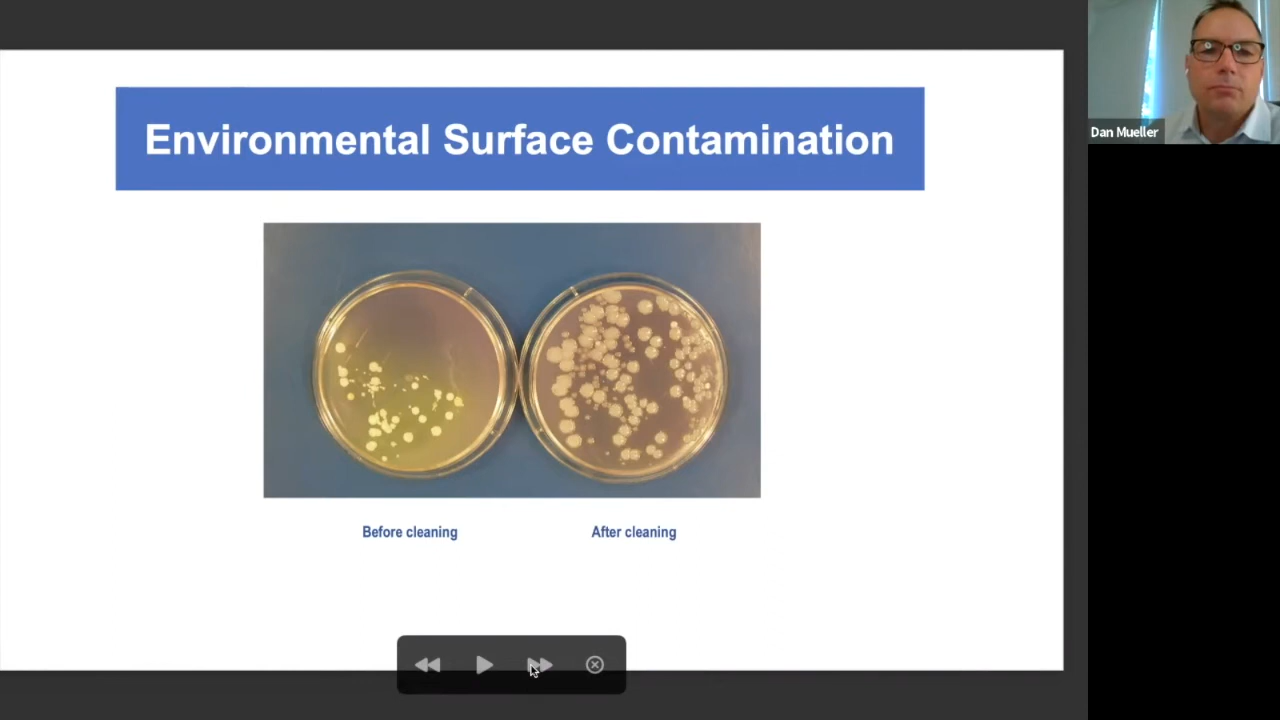 Environmental Surface Contamination
Before cleaning
After cleaning
Dan Mueller